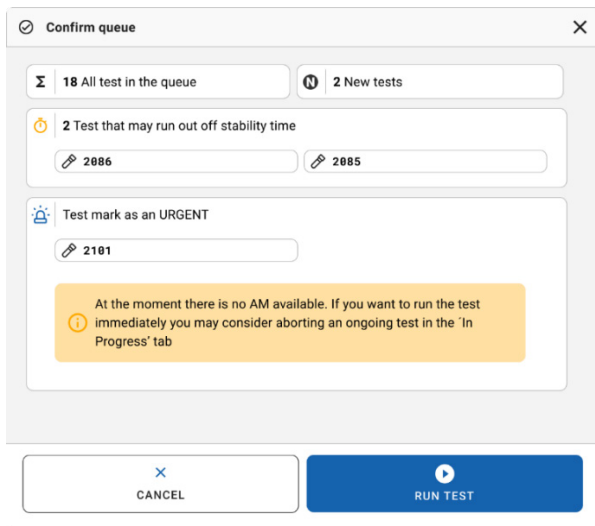 Confirm queue
Σ 18 All test in the queue
N 2 New tests
2 Test that may run out off stability time
2086
2085
Test mark as an URGENT
2101
At the moment there is no AM available. If you want to run the test
immediately you may consider aborting an ongoing test in the ´In
Progress’ tab
CANCEL
RUN TEST